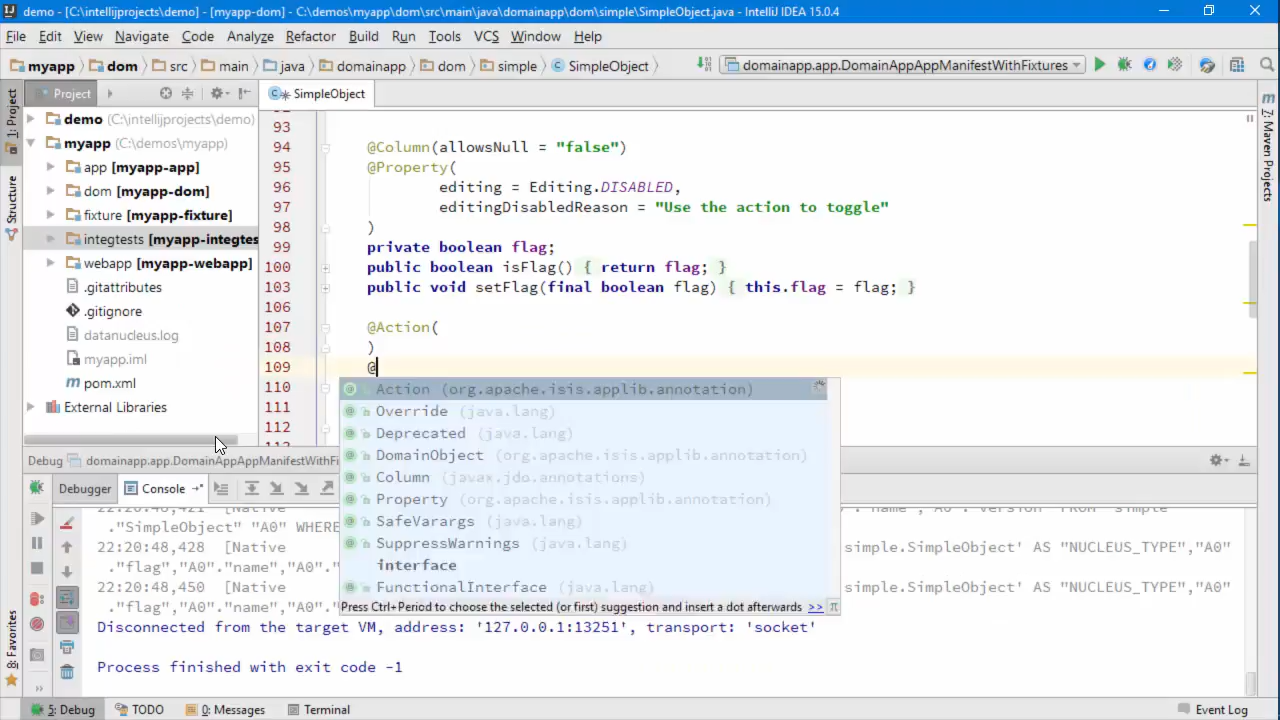 demo - [C:\intellijprojects\demo] - [myapp-dom] - C:\demos\myapp\dom\src\main\java\domainapp\dom\simple\SimpleObject.java - IntelliJ IDEA 15.0.4
File Edit View Navigate Code Analyze Refactor Build Run Tools VCS Window Help
myapp dom src main java domainapp dom simple SimpleObject domainapp.app.DomainAppAppManifestWithFixtures
Project SimpleObject
1: Project
Structure
8: Favorites
Maven Projects
demo (C:\intellijprojects\demo)
myapp (C:\demos\myapp)
app [myapp-app]
dom [myapp-dom]
fixture [myapp-fixture]
integtests [myapp-integtes
webapp [myapp-webapp]
.gitattributes
.gitignore
datanucleus.log
myapp.iml
pom.xml
External Libraries
93
94 @Column(allowsNull = "false")
95 @Property(
96 editing = Editing.DISABLED,
97 editingDisabledReason = "Use the action to toggle"
98 )
99 private boolean flag;
100 public boolean isFlag() { return flag; }
103 public void setFlag(final boolean flag) { this.flag = flag; }
106
107 @Action(
108 )
109 @
110
111
112
Action (org.apache.isis.applib.annotation)
Override (java.lang)
Deprecated (java.lang)
DomainObject (org.apache.isis.applib.annotation)
Column (javax.jdo.annotations)
Property (org.apache.isis.applib.annotation)
SafeVarargs (java.lang)
SuppressWarnings (java.lang)
interface
FunctionalInterface (java.lang)
Press Ctrl+Period to choose the selected (or first) suggestion and insert a dot afterwards >> π
Debug domainapp.app.DomainAppAppManifestWithFi
Debugger Console
."SimpleObject" "A0" WHERE
22:20:48,428 [Native simple.SimpleObject' AS "NUCLEUS_TYPE","A0"
."flag","A0"."name","A0"."
22:20:48,450 [Native simple.SimpleObject' AS "NUCLEUS_TYPE","A0"
."flag","A0"."name","A0"."
Disconnected from the target VM, address: '127.0.0.1:13251', transport: 'socket'
Process finished with exit code -1
5: Debug TODO 0: Messages Terminal Event Log